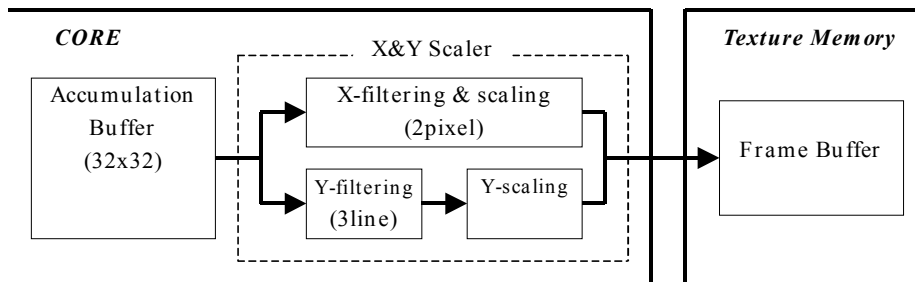 CORE
X&Y Scaler
Texture Memory
Accumulation
Buffer
(32x32)
X-filtering & scaling
(2pixel)
Y-filtering
(3line)
Y-scaling
Frame Buffer